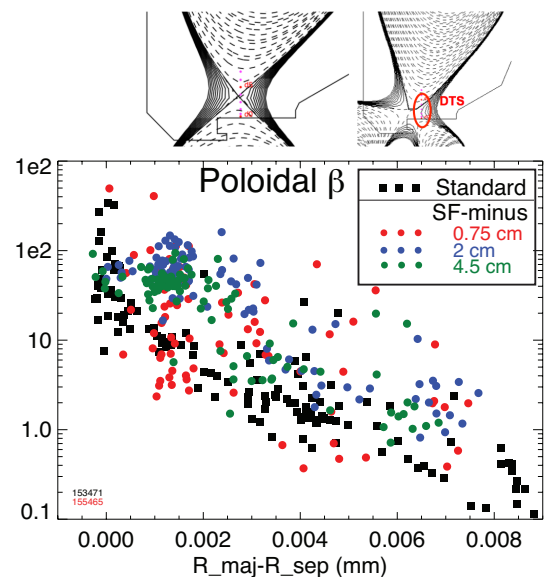 DTS
Poloidal β
Standard
SF-minus
0.75 cm
2 cm
4.5 cm
1e2
1e2
10
1.0
0.1
153471
155465
0.000 0.002 0.004 0.006 0.008
R_maj-R_sep (mm)